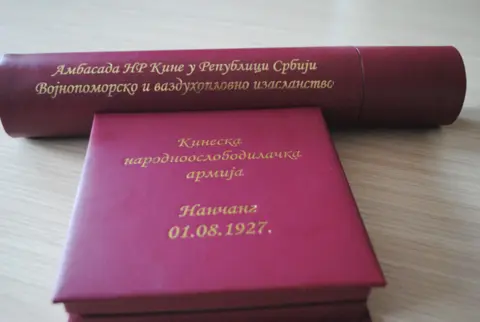 Амбасада НР Кине у Републици Србији
Војнопоморско и ваздухопловно изасланство
Кинеска
народноослободилачка
армија
Нанчанг
01.08.1927.